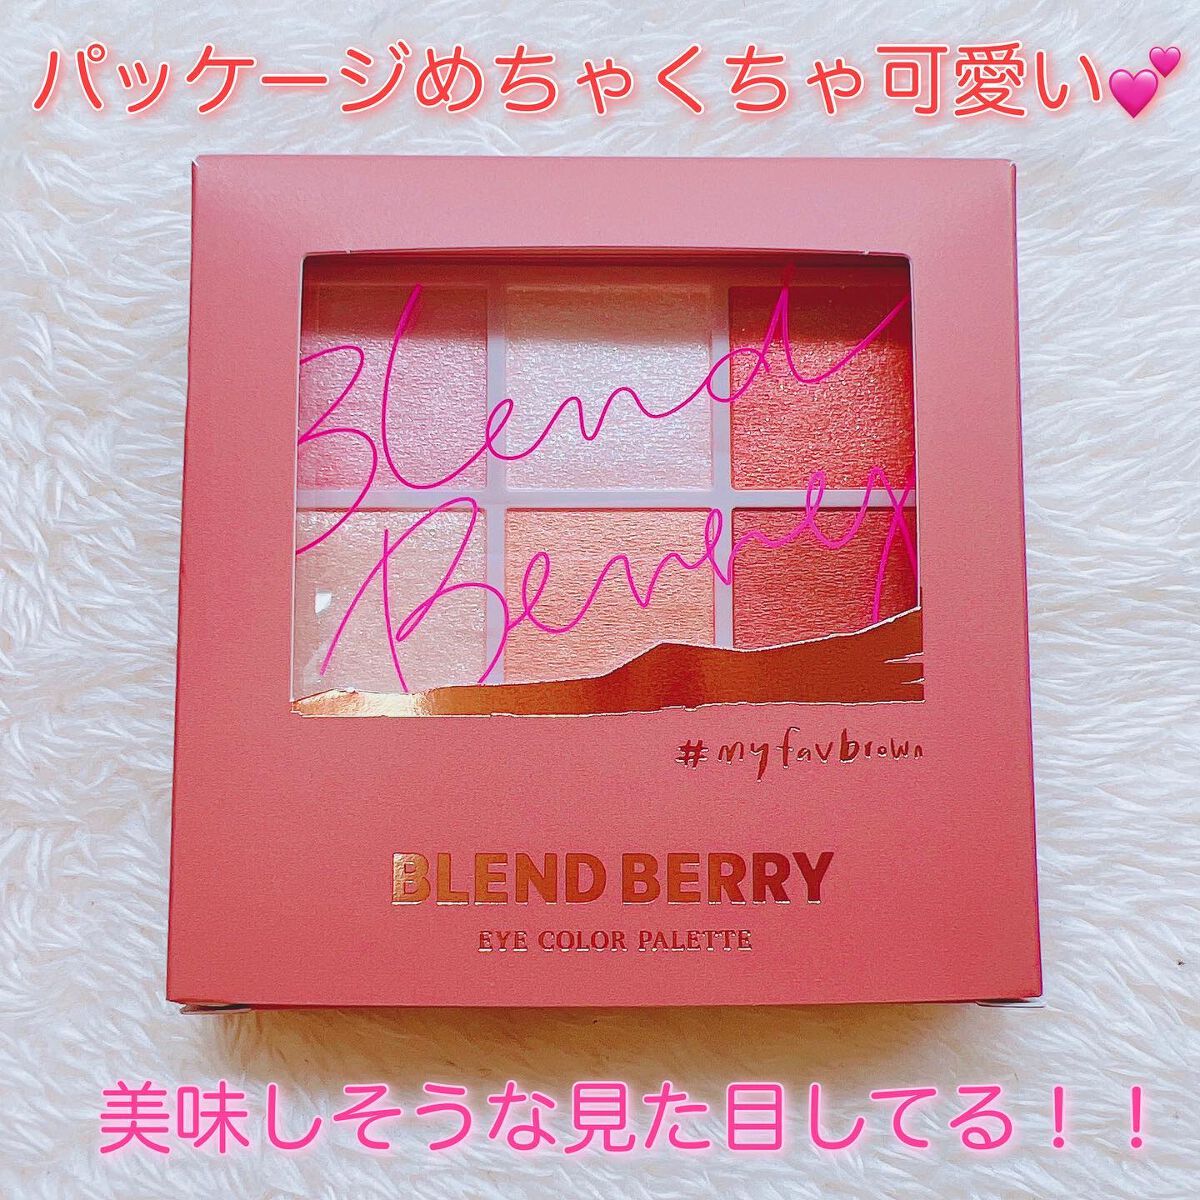 パッケージめちゃくちゃ可愛い💕
Blend
Berry
#myfavbrown
BLEND BERRY
EYE COLOR PALETTE
美味しそうな見た目してる！！